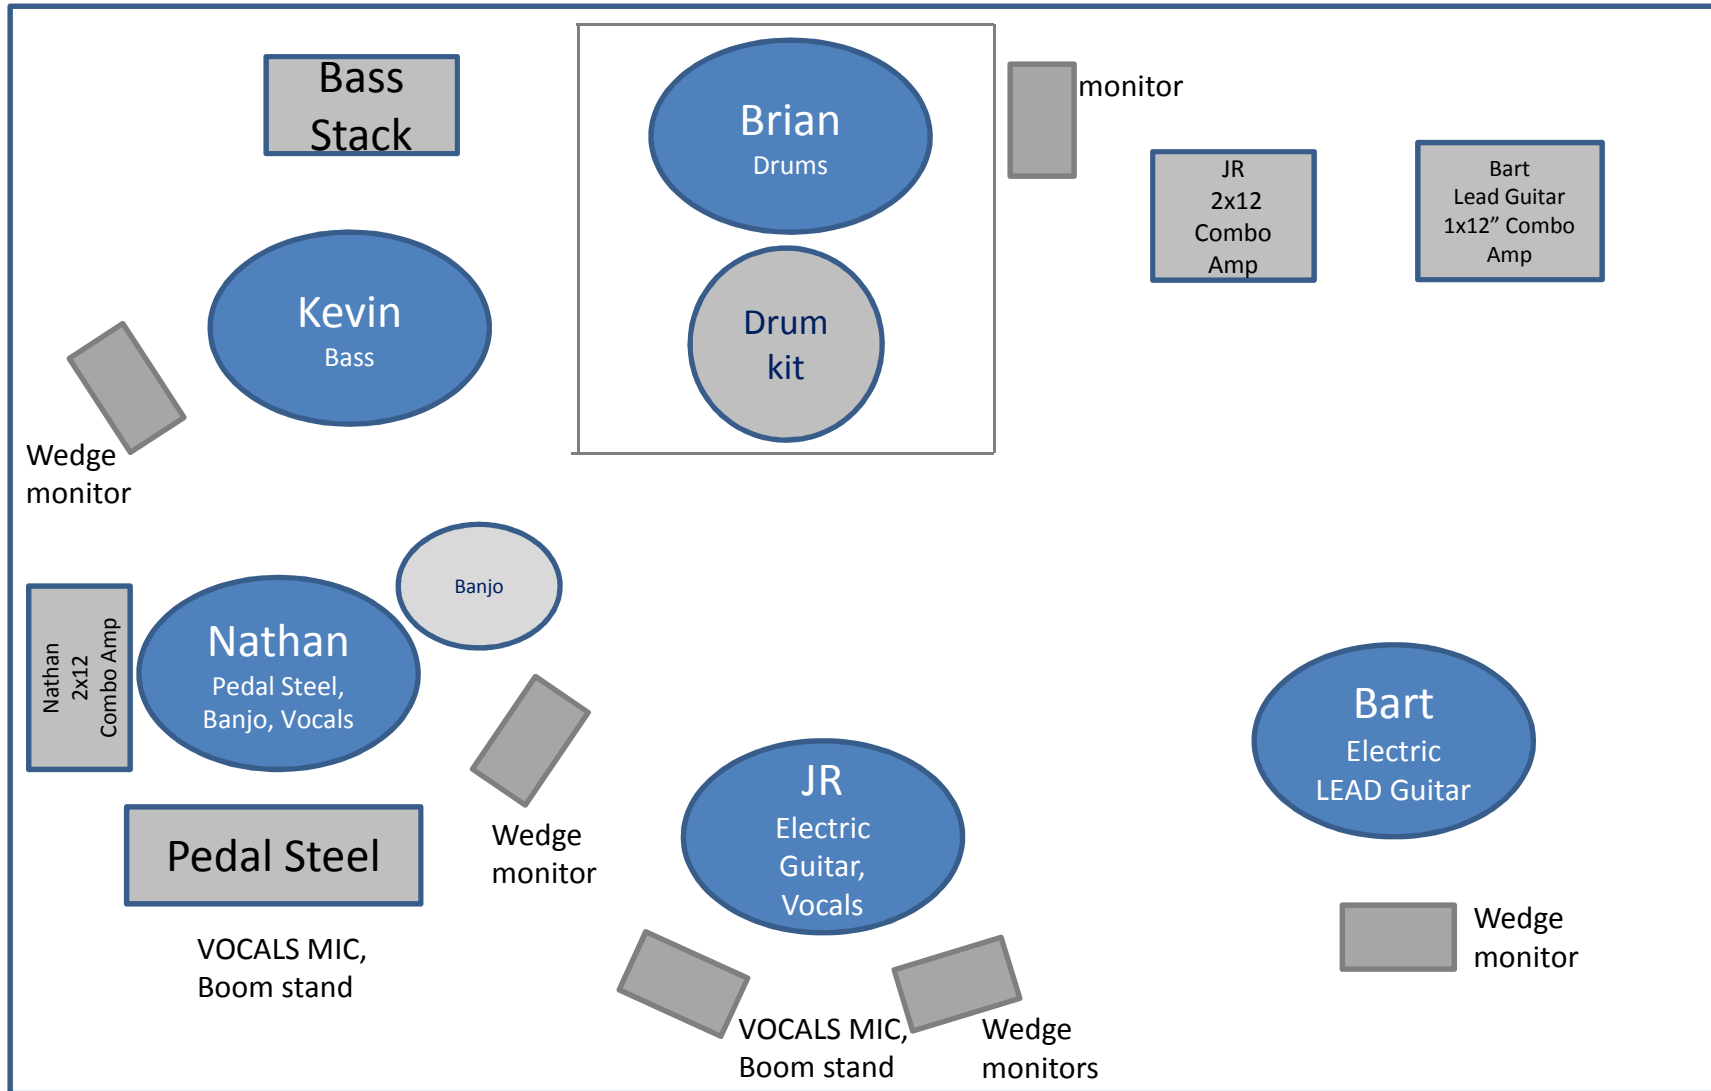 Bass
Stack
Brian
Drums
monitor
JR
2x12
Combo
Amp
Bart
Lead Guitar
1x12” Combo
Amp
Kevin
Bass
Drum
kit
Wedge
monitor
Banjo
Nathan
2x12
Combo Amp
Nathan
Pedal Steel,
Banjo, Vocals
Pedal Steel
VOCALS MIC,
Boom stand
Wedge
monitor
JR
Electric
Guitar,
Vocals
VOCALS MIC,
Boom stand
Wedge
monitors
Bart
Electric
LEAD Guitar
Wedge
monitor